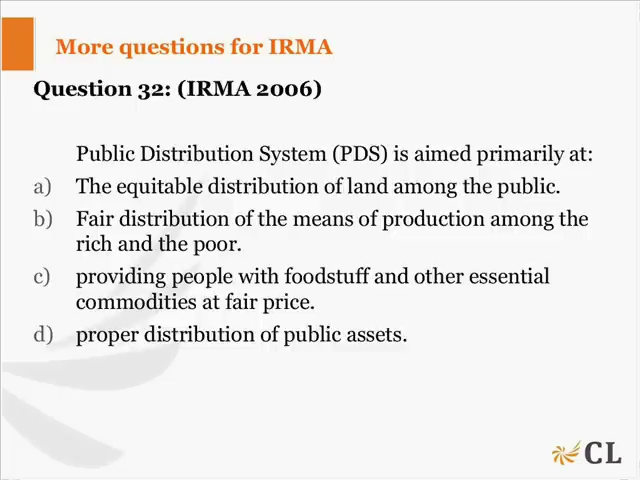 More questions for IRMA
Question 32: (IRMA 2006)
Public Distribution System (PDS) is aimed primarily at:
a) The equitable distribution of land among the public.
b) Fair distribution of the means of production among the
rich and the poor.
c) providing people with foodstuff and other essential
commodities at fair price.
d) proper distribution of public assets.
CL